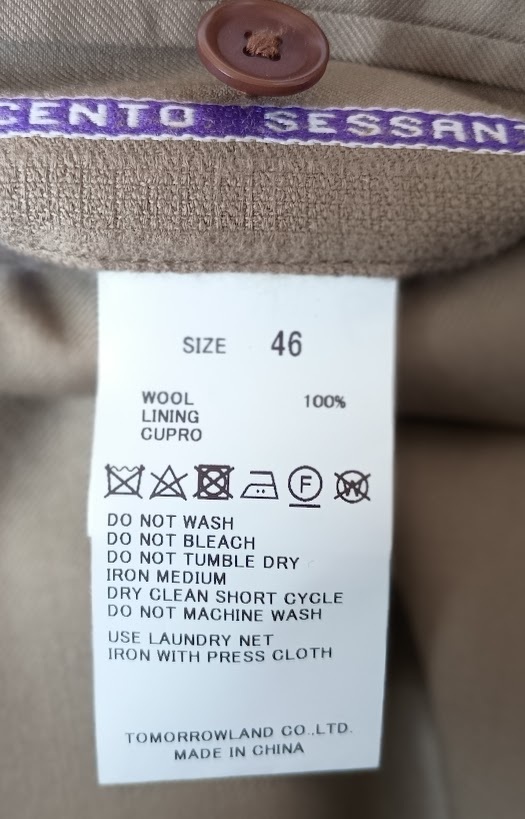 CENTO SESSANT
SIZE 46
WOOL 100%
LINING
CUPRO
F W
DO NOT WASH
DO NOT BLEACH
DO NOT TUMBLE DRY
IRON MEDIUM
DRY CLEAN SHORT CYCLE
DO NOT MACHINE WASH
USE LAUNDRY NET
IRON WITH PRESS CLOTH
TOMORROWLAND CO.,LTD.
MADE IN CHINA